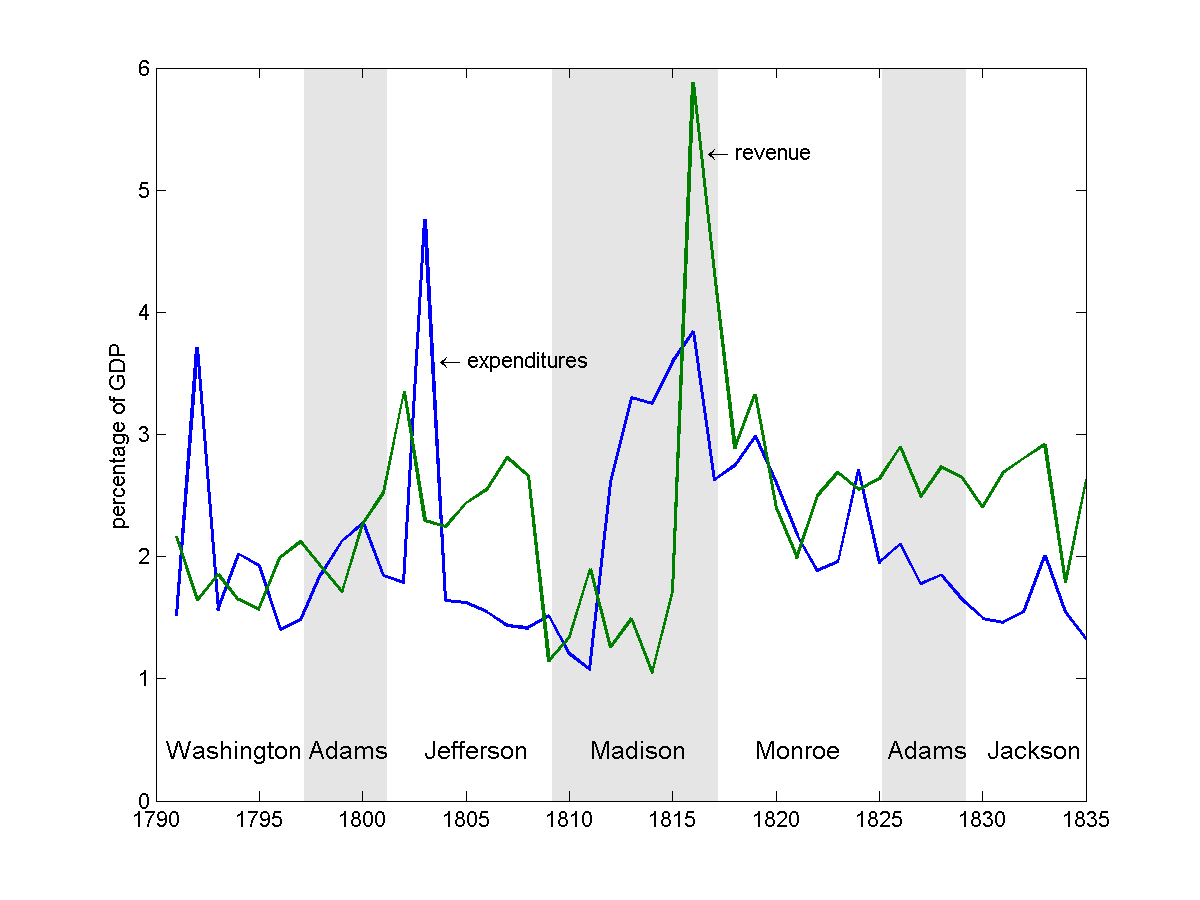 6
5
4
3
2
1
0
percentage of GDP
← revenue
← expenditures
Washington Adams Jefferson Madison Monroe Adams Jackson
1790 1795 1800 1805 1810 1815 1820 1825 1830 1835